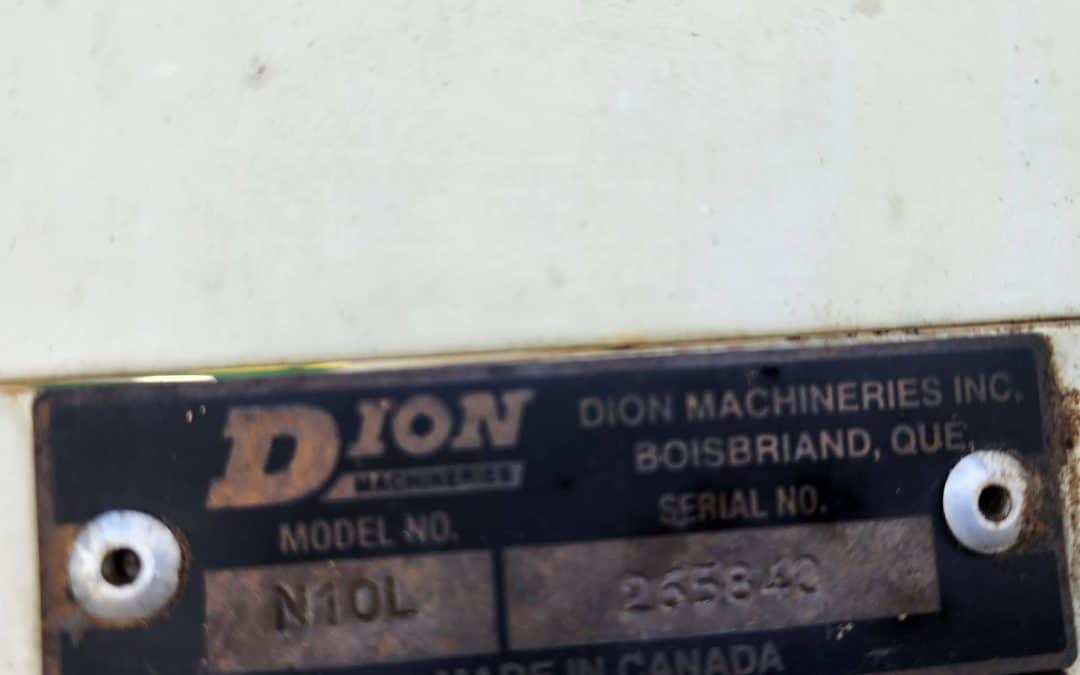 DION
MACHINERIES
DION MACHINERIES INC.
BOISBRIAND, QUÉ.
MODEL NO.
SERIAL NO.
N10L
MADE IN CANADA